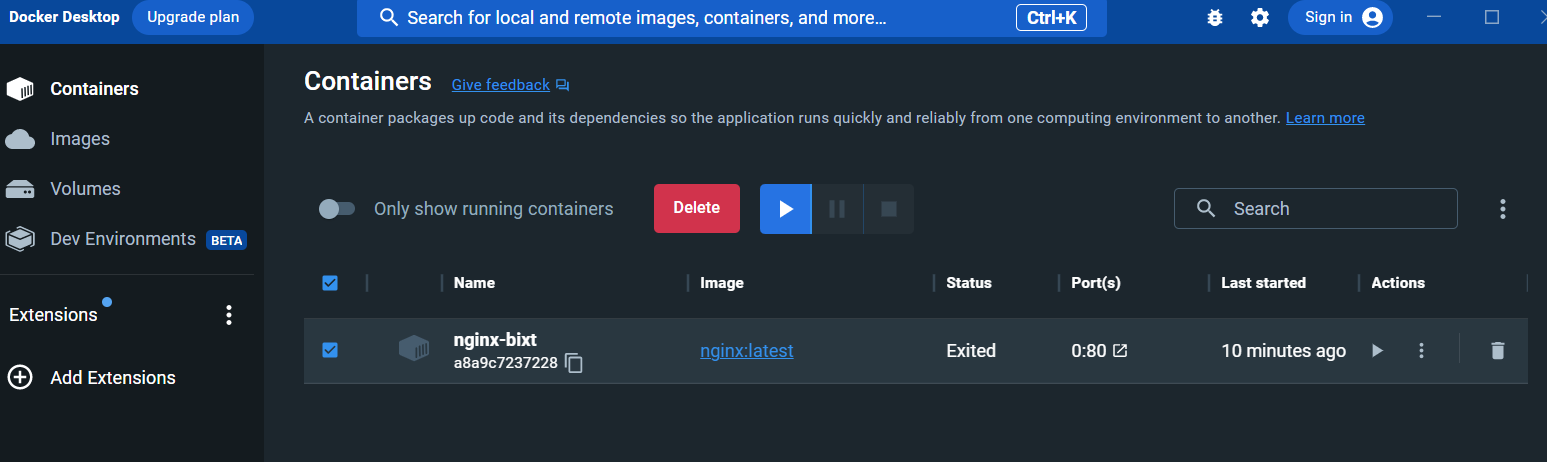 Docker Desktop Upgrade plan Search for local and remote images, containers, and more... Ctrl+K Sign in
Containers
Images
Volumes
Dev Environments BETA
Extensions
Add Extensions
Containers Give feedback
A container packages up code and its dependencies so the application runs quickly and reliably from one computing environment to another. Learn more
Only show running containers Delete Search
Name Image Status Port(s) Last started Actions
nginx-bixt
a8a9c7237228
nginx:latest Exited 0:80 10 minutes ago